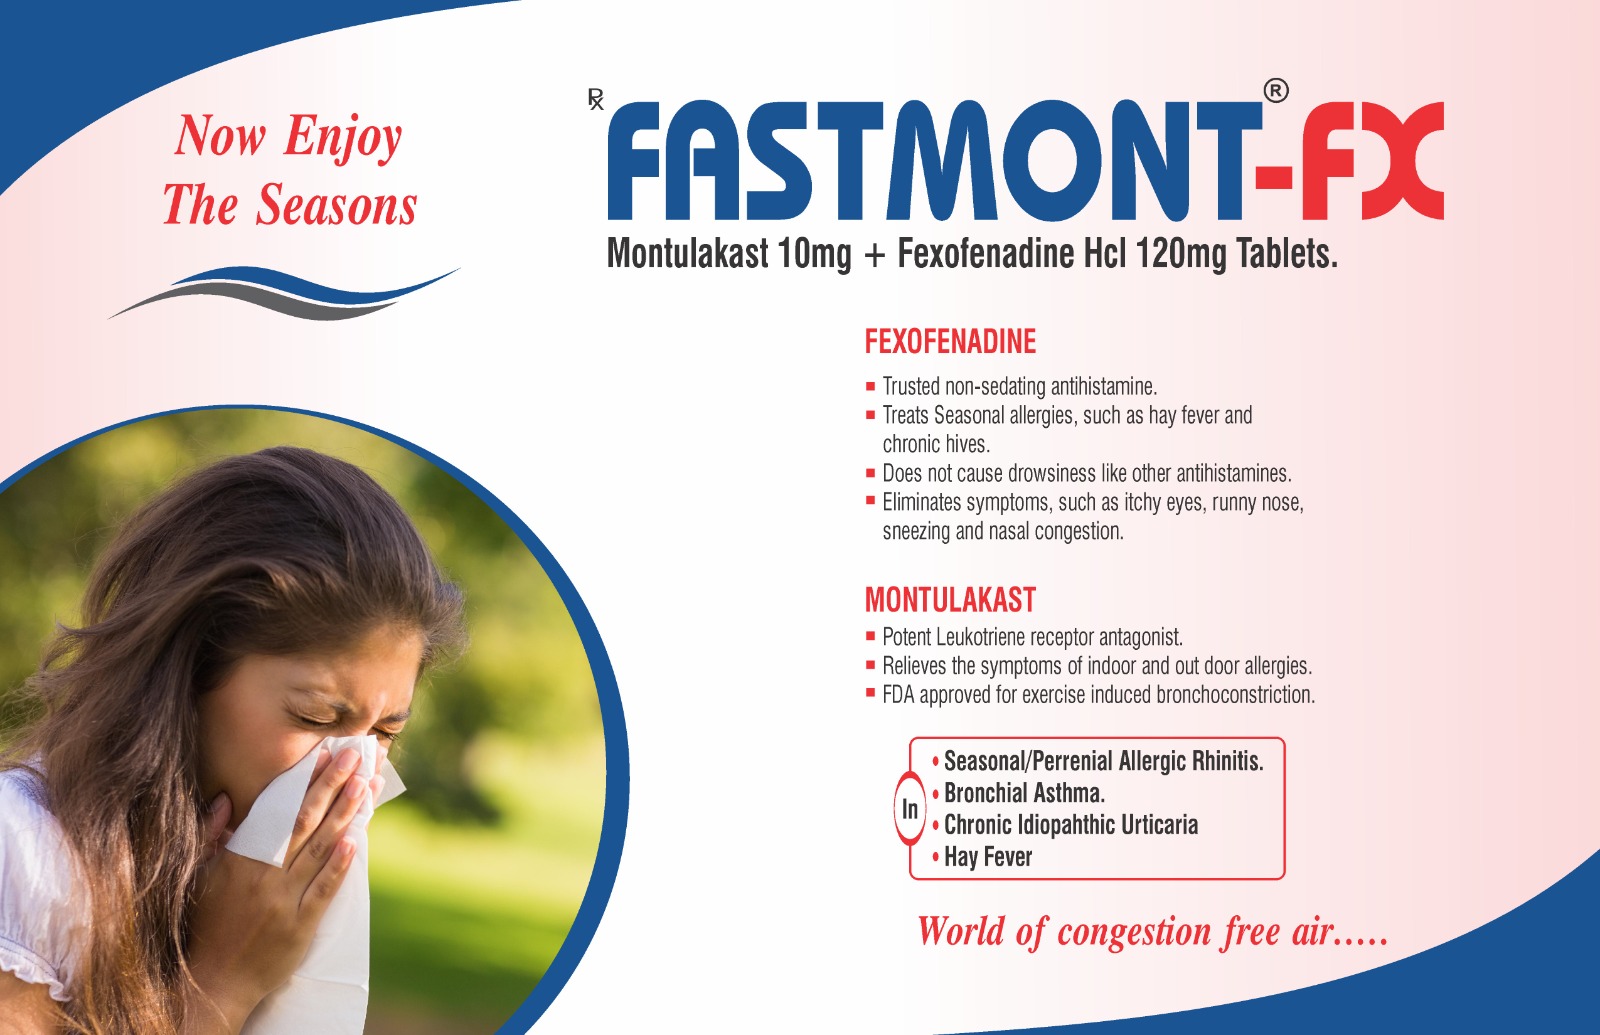 Now Enjoy
The Seasons
℞ FASTMONT®-FX
Montulakast 10mg + Fexofenadine Hcl 120mg Tablets.
FEXOFENADINE
▪ Trusted non-sedating antihistamine.
▪ Treats Seasonal allergies, such as hay fever and
chronic hives.
▪ Does not cause drowsiness like other antihistamines.
▪ Eliminates symptoms, such as itchy eyes, runny nose,
sneezing and nasal congestion.
MONTULAKAST
▪ Potent Leukotriene receptor antagonist.
▪ Relieves the symptoms of indoor and out door allergies.
▪ FDA approved for exercise induced bronchoconstriction.
In
• Seasonal/Perrenial Allergic Rhinitis.
• Bronchial Asthma.
• Chronic Idiopahthic Urticaria
• Hay Fever
World of congestion free air.....